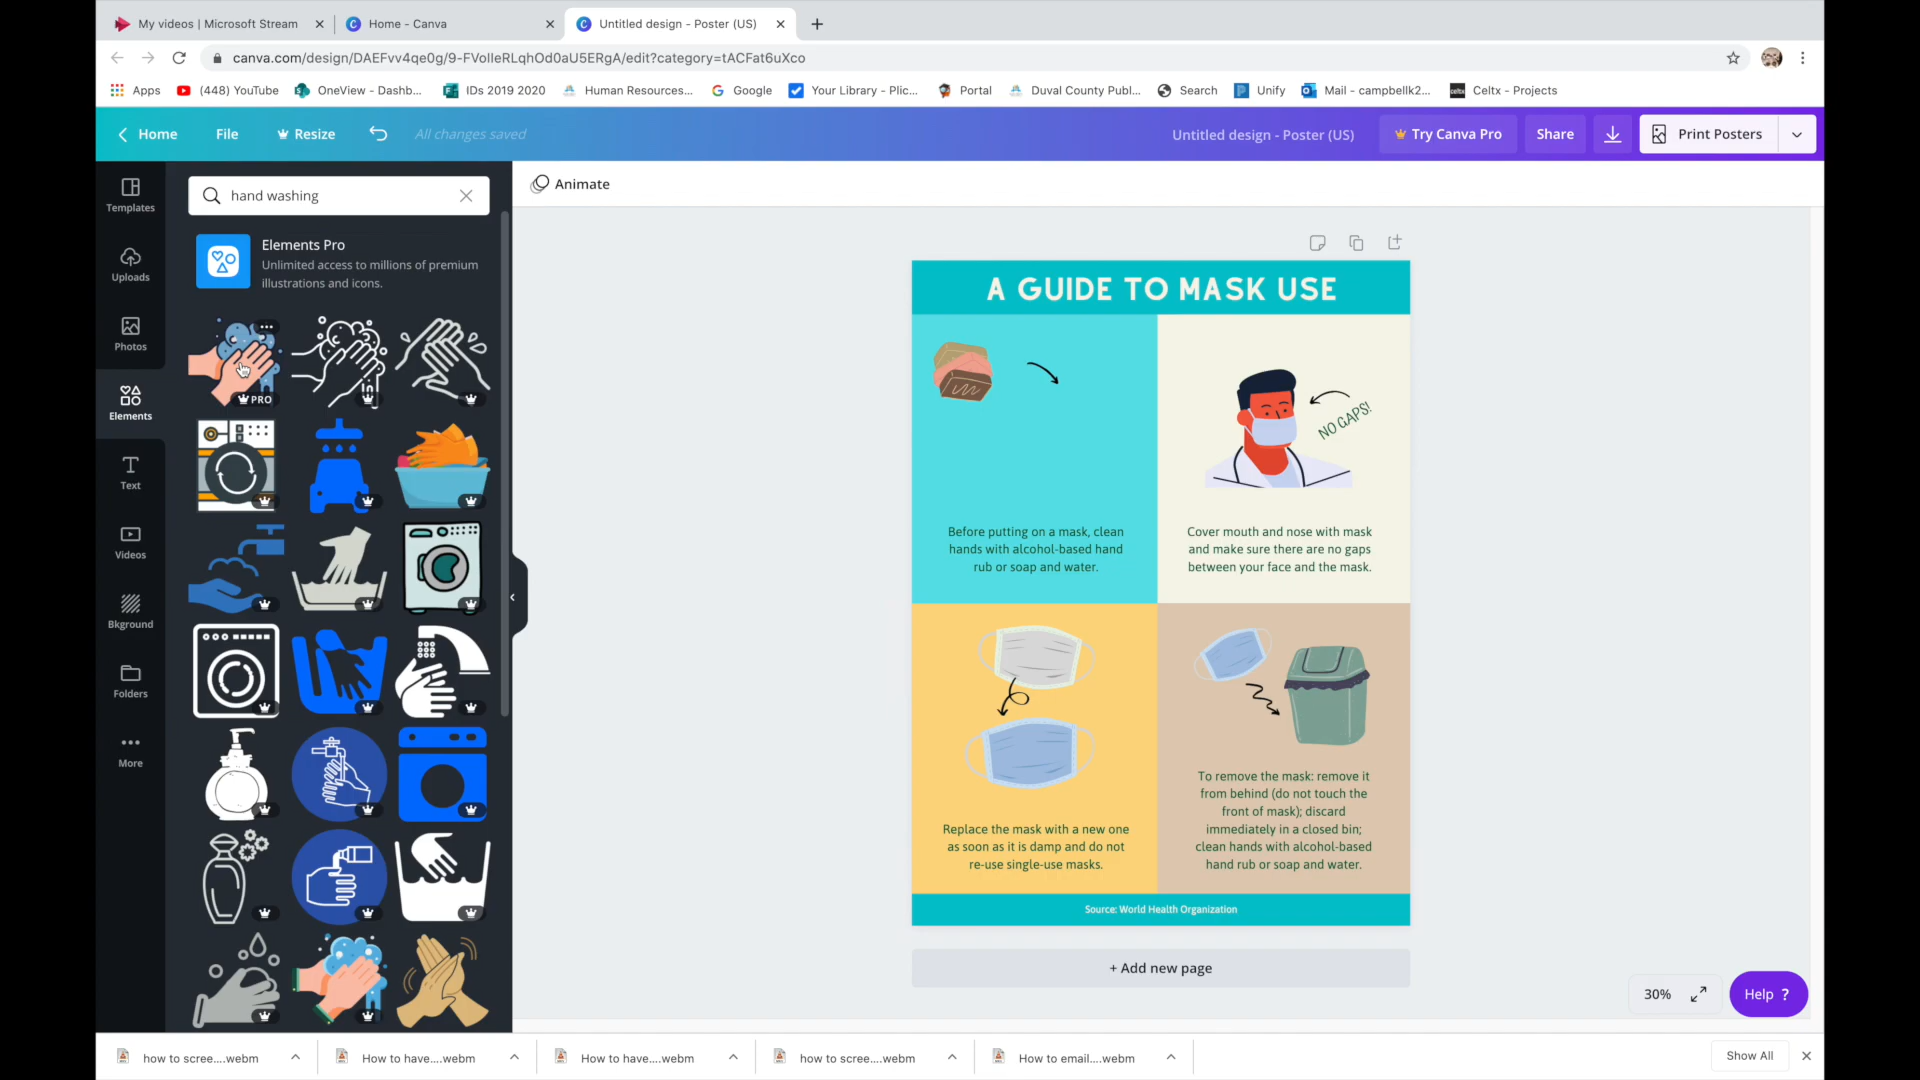 My videos | Microsoft Stream
Home - Canva
Untitled design - Poster (US)
canva.com/design/DAEFvv4qe0g/9-FVolleRLqhOd0aU5ERgA/edit?category=tACFat6uXco
Apps
(448) YouTube
OneView - Dashb...
IDs 2019 2020
Human Resources...
Google
Your Library - Plic...
Portal
Duval County Publ...
Search
Unify
Mail - campbellk2...
Celtx - Projects
Home
File
Resize
All changes saved
Untitled design - Poster (US)
Try Canva Pro
Share
Print Posters
Templates
Uploads
Photos
Elements
Text
Videos
Bkground
Folders
More
hand washing
Elements Pro
Unlimited access to millions of premium
illustrations and icons.
PRO
Animate
A GUIDE TO MASK USE
NO GAPS!
Before putting on a mask, clean
hands with alcohol-based hand
rub or soap and water.
Cover mouth and nose with mask
and make sure there are no gaps
between your face and the mask.
Replace the mask with a new one
as soon as it is damp and do not
re-use single-use masks.
To remove the mask: remove it
from behind (do not touch the
front of mask); discard
immediately in a closed bin;
clean hands with alcohol-based
hand rub or soap and water.
Source: World Health Organization
+ Add new page
30%
Help ?
how to scree....webm
How to have....webm
How to have....webm
how to scree....webm
How to email....webm
Show All